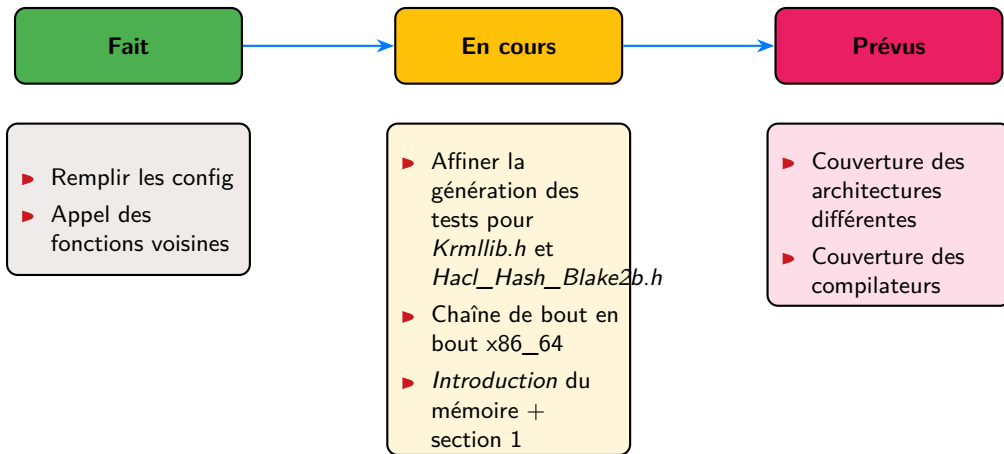 Fait
En cours
Prévus
Remplir les config
Appel des
fonctions voisines
Affiner la
génération des
tests pour
Krmllib.h et
Hacl_Hash_Blake2b.h
Chaîne de bout en
bout x86_64
Introduction du
mémoire +
section 1
Couverture des
architectures
différentes
Couverture des
compilateurs